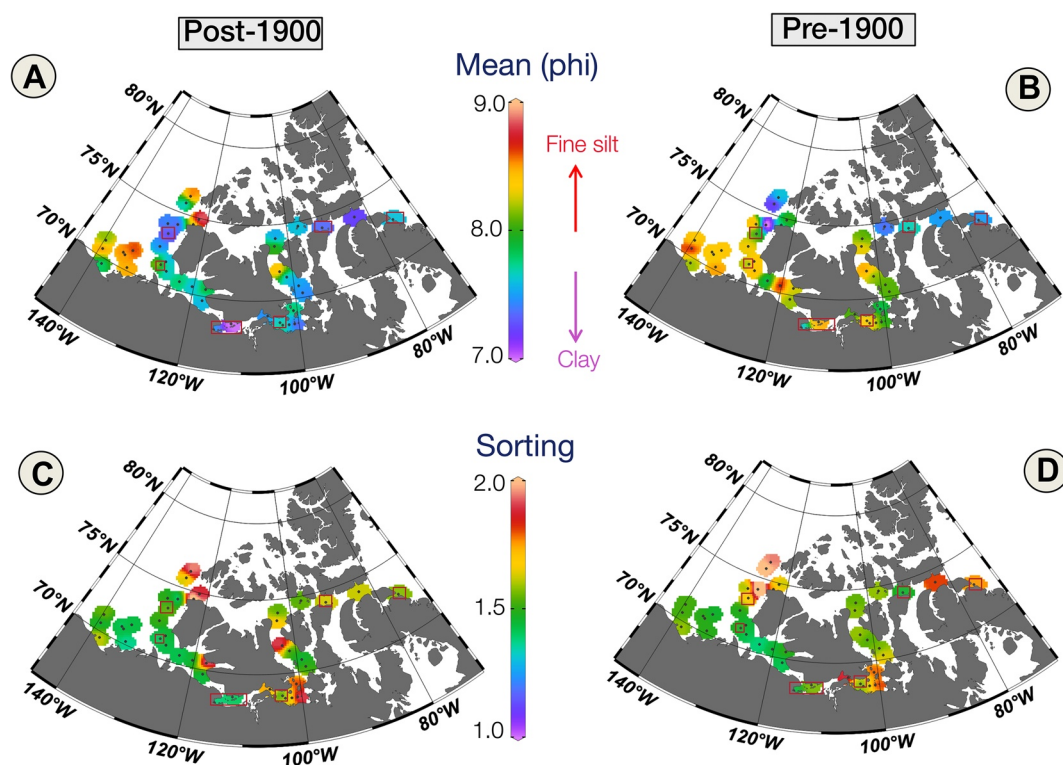 Post-1900
Pre-1900
A
Mean (phi)
B
80°N
75°N
70°N
140°W
120°W
100°W
80°W
9.0
8.0
7.0
Fine silt
Clay
80°N
75°N
70°N
140°W
120°W
100°W
80°W
C
Sorting
D
80°N
75°N
70°N
140°W
120°W
100°W
80°W
2.0
1.5
1.0
80°N
75°N
70°N
140°W
120°W
100°W
80°W